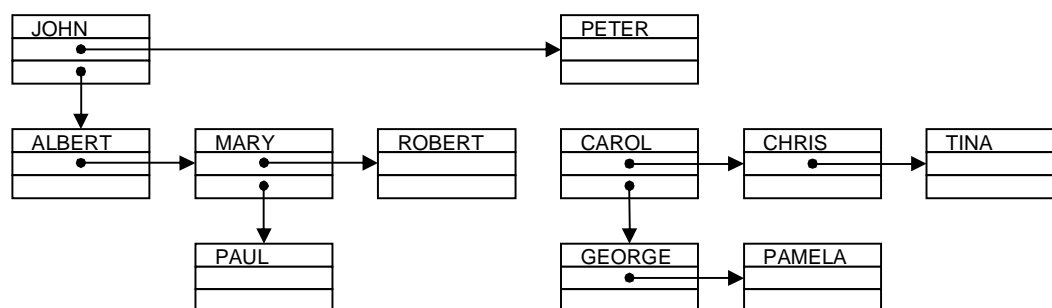 JOHN
PETER
ALBERT
MARY
ROBERT
CAROL
CHRIS
TINA
PAUL
GEORGE
PAMELA